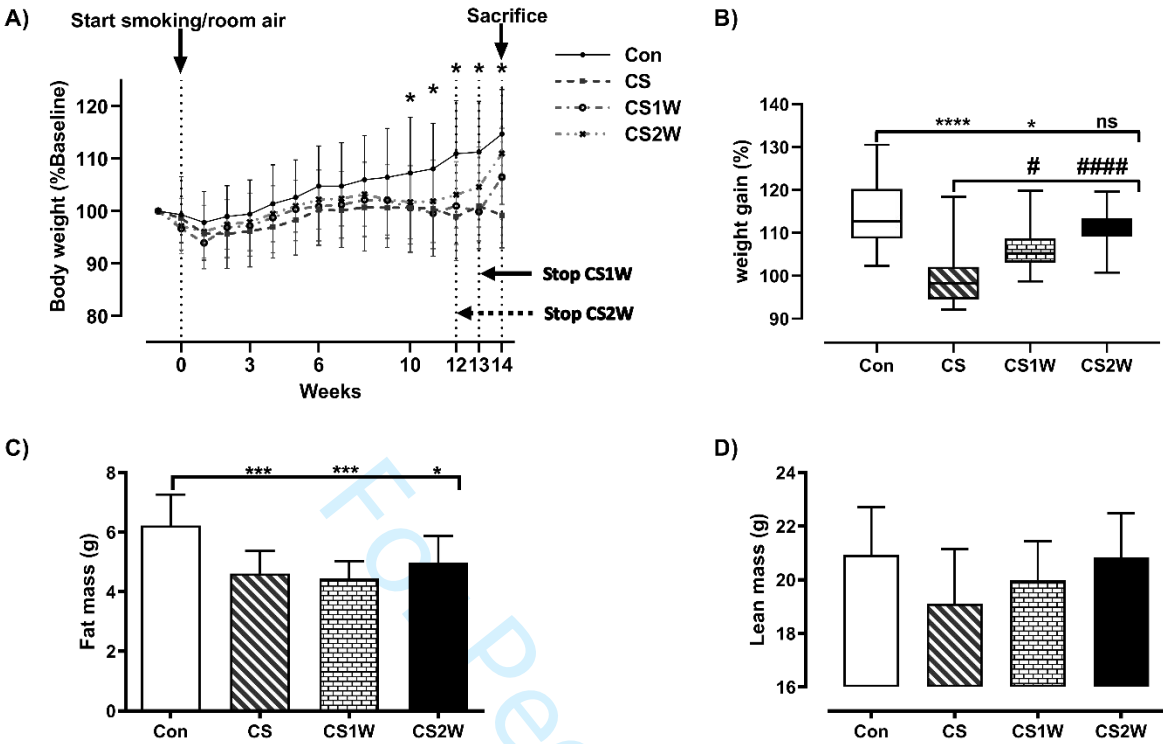 A)
Start smoking/room air
Sacrifice
Con
CS
CS1W
CS2W
* * * * *
Body weight (%Baseline)
120
110
100
90
80
Stop CS1W
Stop CS2W
0 3 6 10 12 13 14
Weeks
B)
weight gain (%)
140
130
120
110
100
90
**** * ns
# ####
Con CS CS1W CS2W
C)
Fat mass (g)
8
6
4
2
0
*** *** *
Con CS CS1W CS2W
D)
Lean mass (g)
24
22
20
18
16
Con CS CS1W CS2W
For Pee